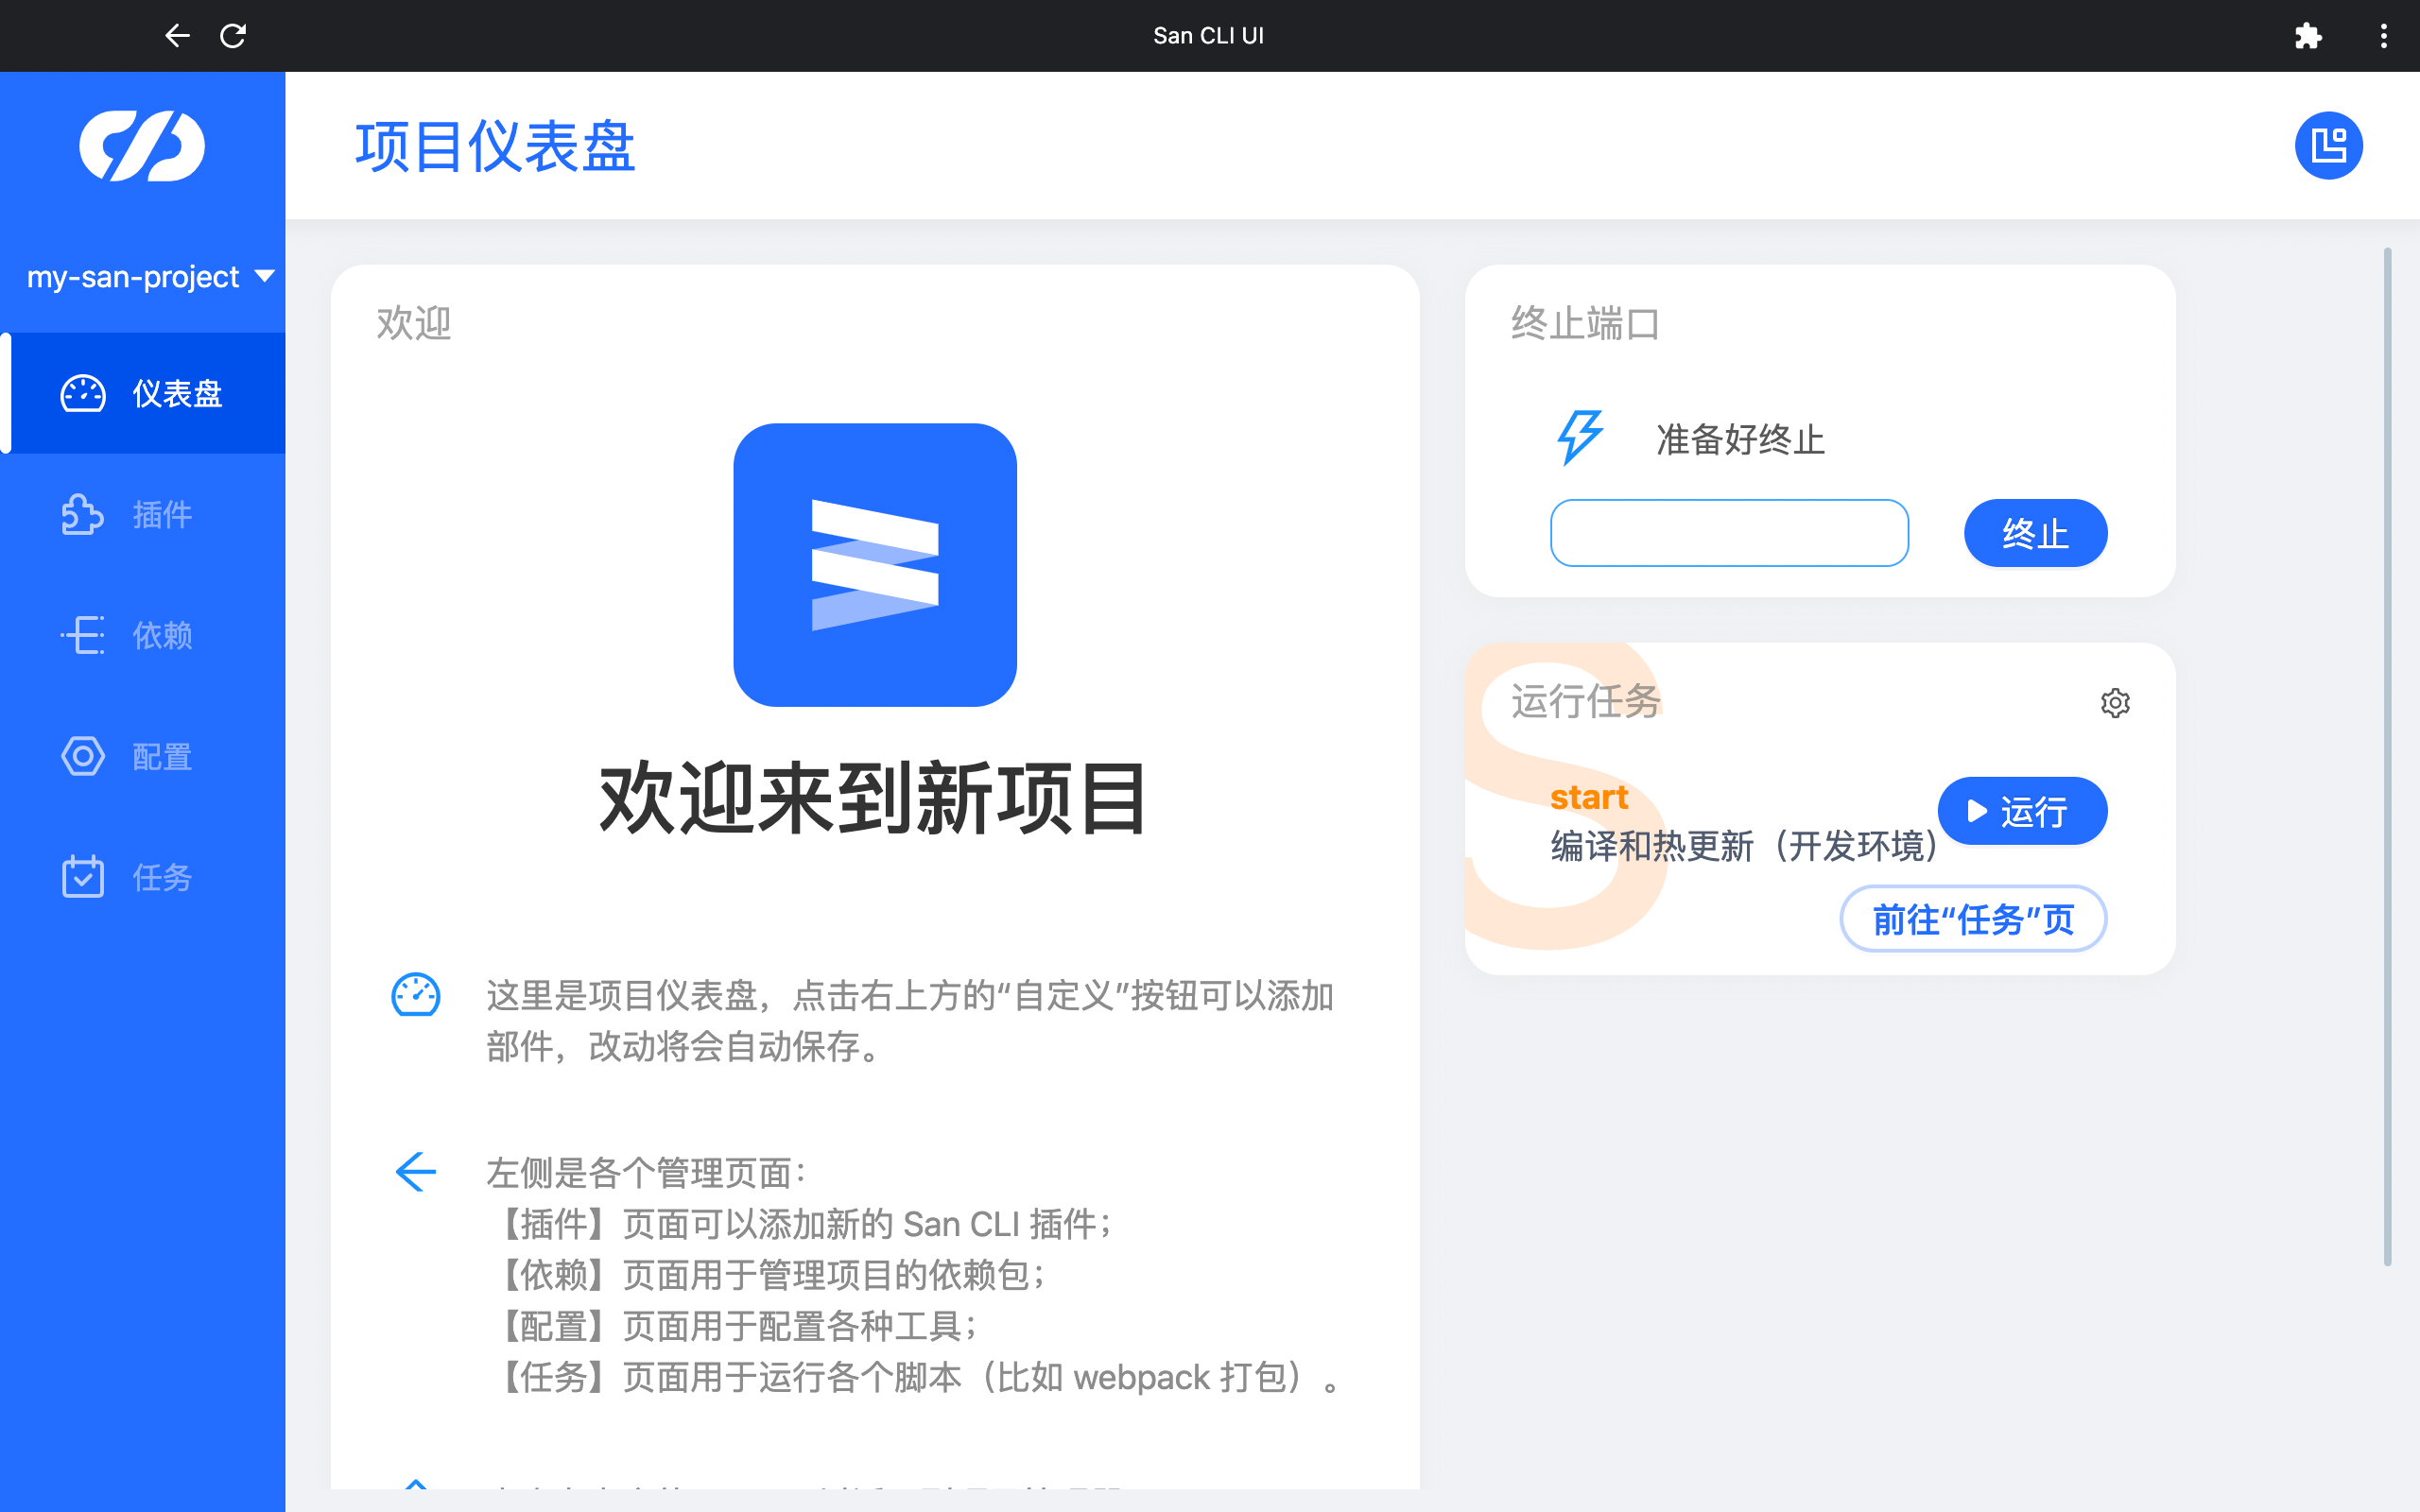 San CLI UI
my-san-project
仪表盘
插件
依赖
配置
任务
项目仪表盘
欢迎
欢迎来到新项目
这里是项目仪表盘，点击右上方的“自定义”按钮可以添加
部件，改动将会自动保存。
左侧是各个管理页面：
【插件】页面可以添加新的 San CLI 插件；
【依赖】页面用于管理项目的依赖包；
【配置】页面用于配置各种工具；
【任务】页面用于运行各个脚本（比如 webpack 打包）。
终止端口
准备好终止
终止
S
运行任务
start
编译和热更新（开发环境）
运行
前往“任务”页